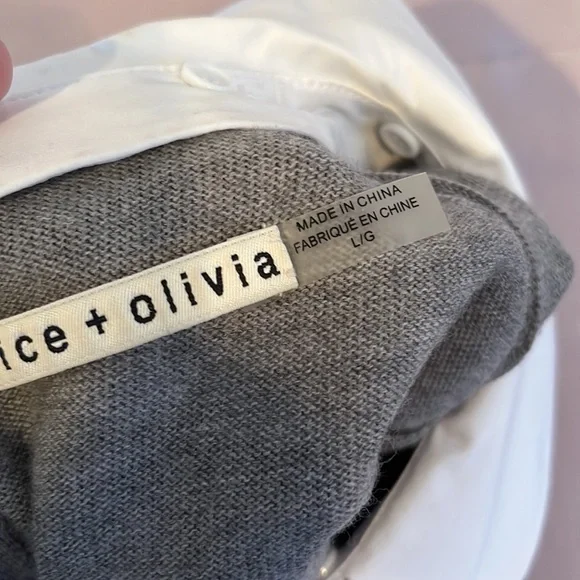 ice + olivia
MADE IN CHINA
FABRIQUÉ EN CHINE
L/G